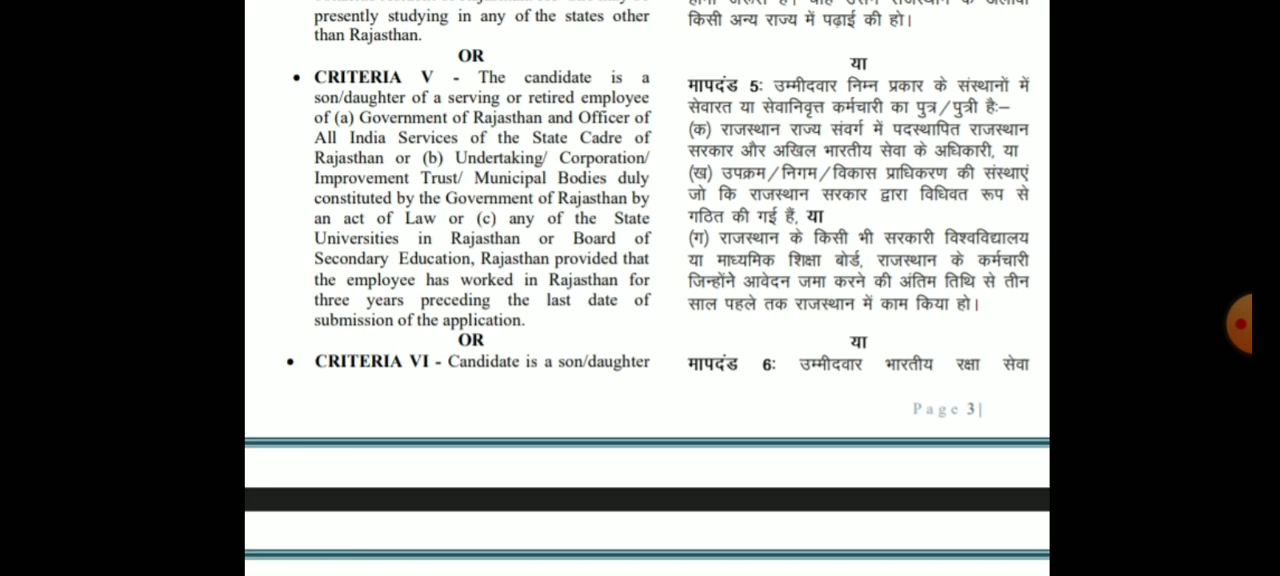 presently studying in any of the states other
than Rajasthan.
OR
• CRITERIA V - The candidate is a
son/daughter of a serving or retired employee
of (a) Government of Rajasthan and Officer of
All India Services of the State Cadre of
Rajasthan or (b) Undertaking/ Corporation/
Improvement Trust/ Municipal Bodies duly
constituted by the Government of Rajasthan by
an act of Law or (c) any of the State
Universities in Rajasthan or Board of
Secondary Education, Rajasthan provided that
the employee has worked in Rajasthan for
three years preceding the last date of
submission of the application.
OR
• CRITERIA VI - Candidate is a son/daughter
किसी अन्य राज्य में पढ़ाई की हो।
या
मापदंड 5: उम्मीदवार निम्न प्रकार के संस्थानों में
सेवारत या सेवानिवृत्त कर्मचारी का पुत्र/पुत्री है:–
(क) राजस्थान राज्य संवर्ग में पदस्थापित राजस्थान
सरकार और अखिल भारतीय सेवा के अधिकारी, या
(ख) उपक्रम/निगम/विकास प्राधिकरण की संस्थाएं
जो कि राजस्थान सरकार द्वारा विधिवत रूप से
गठित की गई हैं, या
(ग) राजस्थान के किसी भी सरकारी विश्वविद्यालय
या माध्यमिक शिक्षा बोर्ड, राजस्थान के कर्मचारी
जिन्होंने आवेदन जमा करने की अंतिम तिथि से तीन
साल पहले तक राजस्थान में काम किया हो।
या
मापदंड 6: उम्मीदवार भारतीय रक्षा सेवा
Page 3|